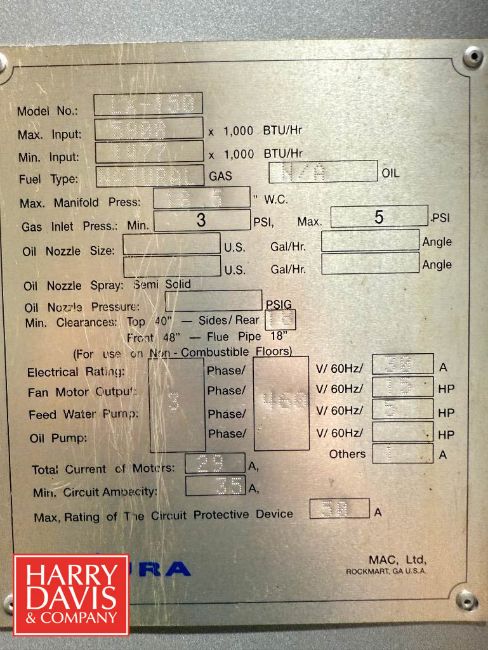 Model No.: LX-150
Max. Input: x 1,000 BTU/Hr
Min. Input: x 1,000 BTU/Hr
Fuel Type: NATURAL GAS N/A OIL
Max. Manifold Press: " W.C.
Gas Inlet Press.: Min. 3 PSI, Max. 5 .PSI
Oil Nozzle Size: U.S. Gal/Hr. Angle
U.S. Gal/Hr. Angle
Oil Nozzle Spray: Semi Solid
Oil Nozzle Pressure: PSIG
Min. Clearances: Top 40" — Sides/Rear 18
Front 48" — Flue Pipe 18"
(For use on Non-Combustible Floors)
Electrical Rating: Phase/ V/ 60Hz/ A
Fan Motor Output: 3 Phase/ 460 V/ 60Hz/ HP
Feed Water Pump: Phase/ V/ 60Hz/ 5 HP
Oil Pump: Phase/ V/ 60Hz/ HP
Others 1 A
Total Current of Motors: 29 A,
Min. Circuit Ampacity: 35 A,
Max, Rating of The Circuit Protective Device 50 A
URA
MAC, Ltd,
ROCKMART, GA U.S.A.
HARRY
DAVIS
& COMPANY